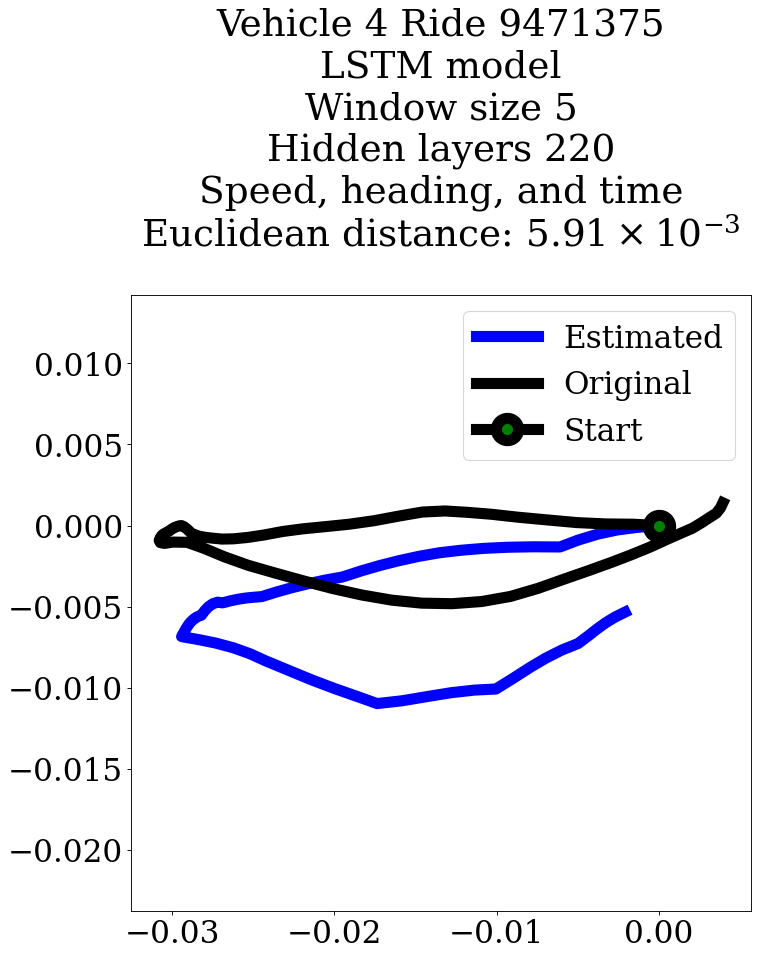 Vehicle 4 Ride 9471375
LSTM model
Window size 5
Hidden layers 220
Speed, heading, and time
Euclidean distance: 5.91 × 10⁻³
Estimated
Original
Start
0.010
0.005
0.000
−0.005
−0.010
−0.015
−0.020
−0.03
−0.02
−0.01
0.00